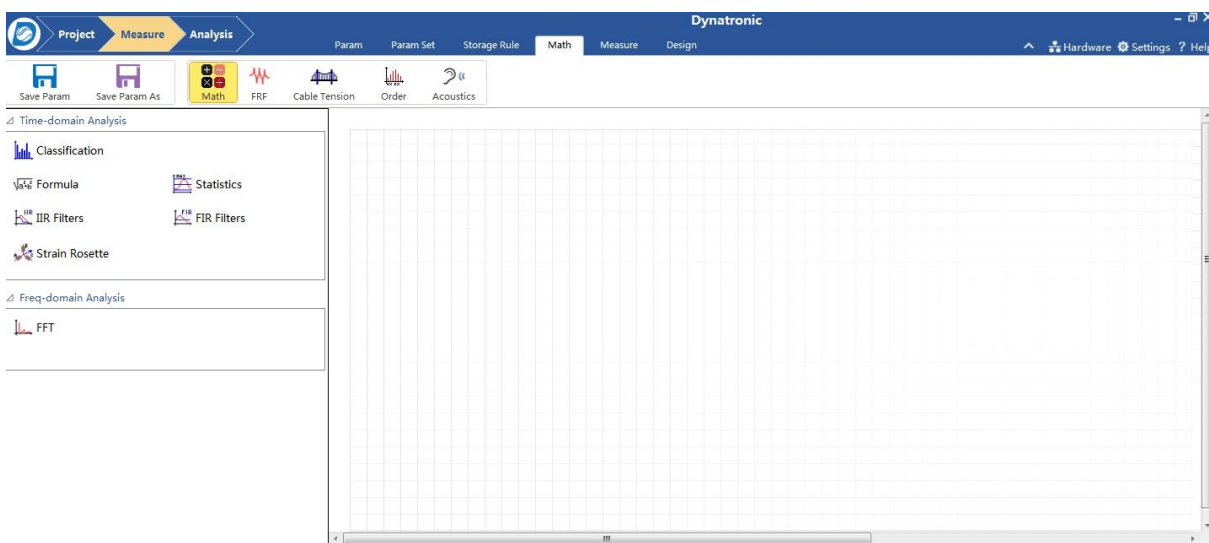 Dynatronic
Project Measure Analysis
Param Param Set Storage Rule Math Measure Design
Hardware Settings ? Help
Save Param Save Param As Math FRF Cable Tension Order Acoustics
Time-domain Analysis
Classification
Formula Statistics
IIR Filters FIR Filters
Strain Rosette
Freq-domain Analysis
FFT